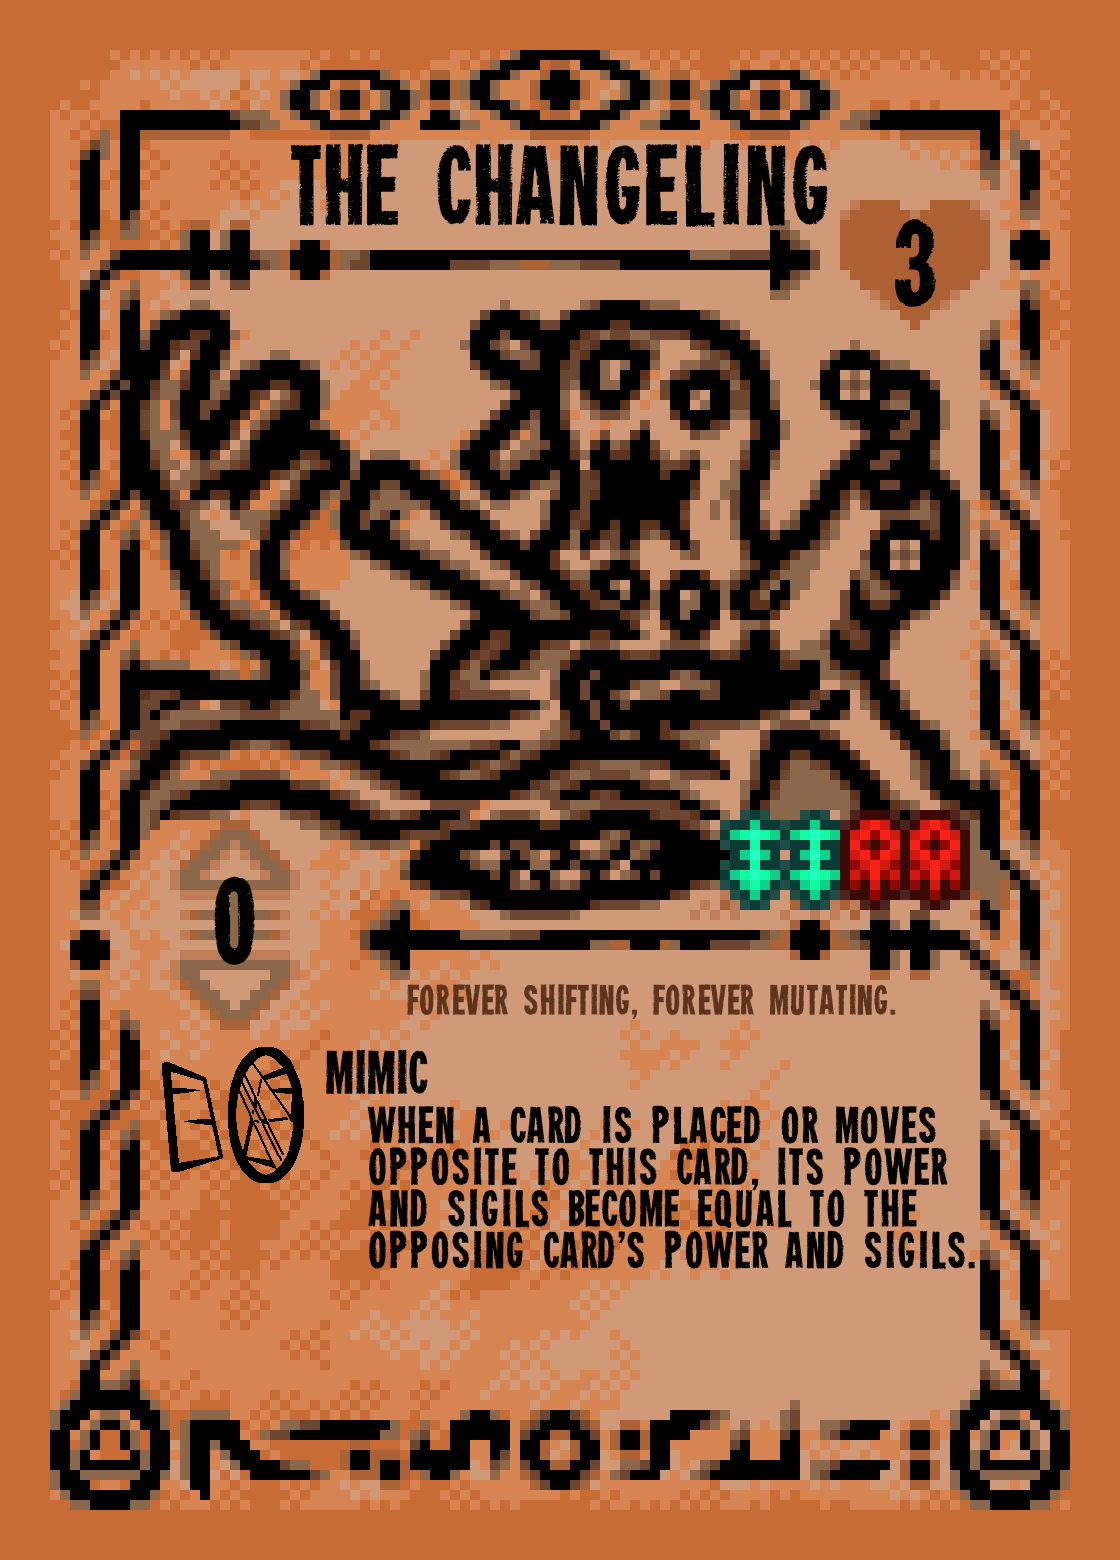 THE CHANGELING
3
0
FOREVER SHIFTING, FOREVER MUTATING.
MIMIC
WHEN A CARD IS PLACED OR MOVES
OPPOSITE TO THIS CARD, ITS POWER
AND SIGILS BECOME EQUAL TO THE
OPPOSING CARD'S POWER AND SIGILS.